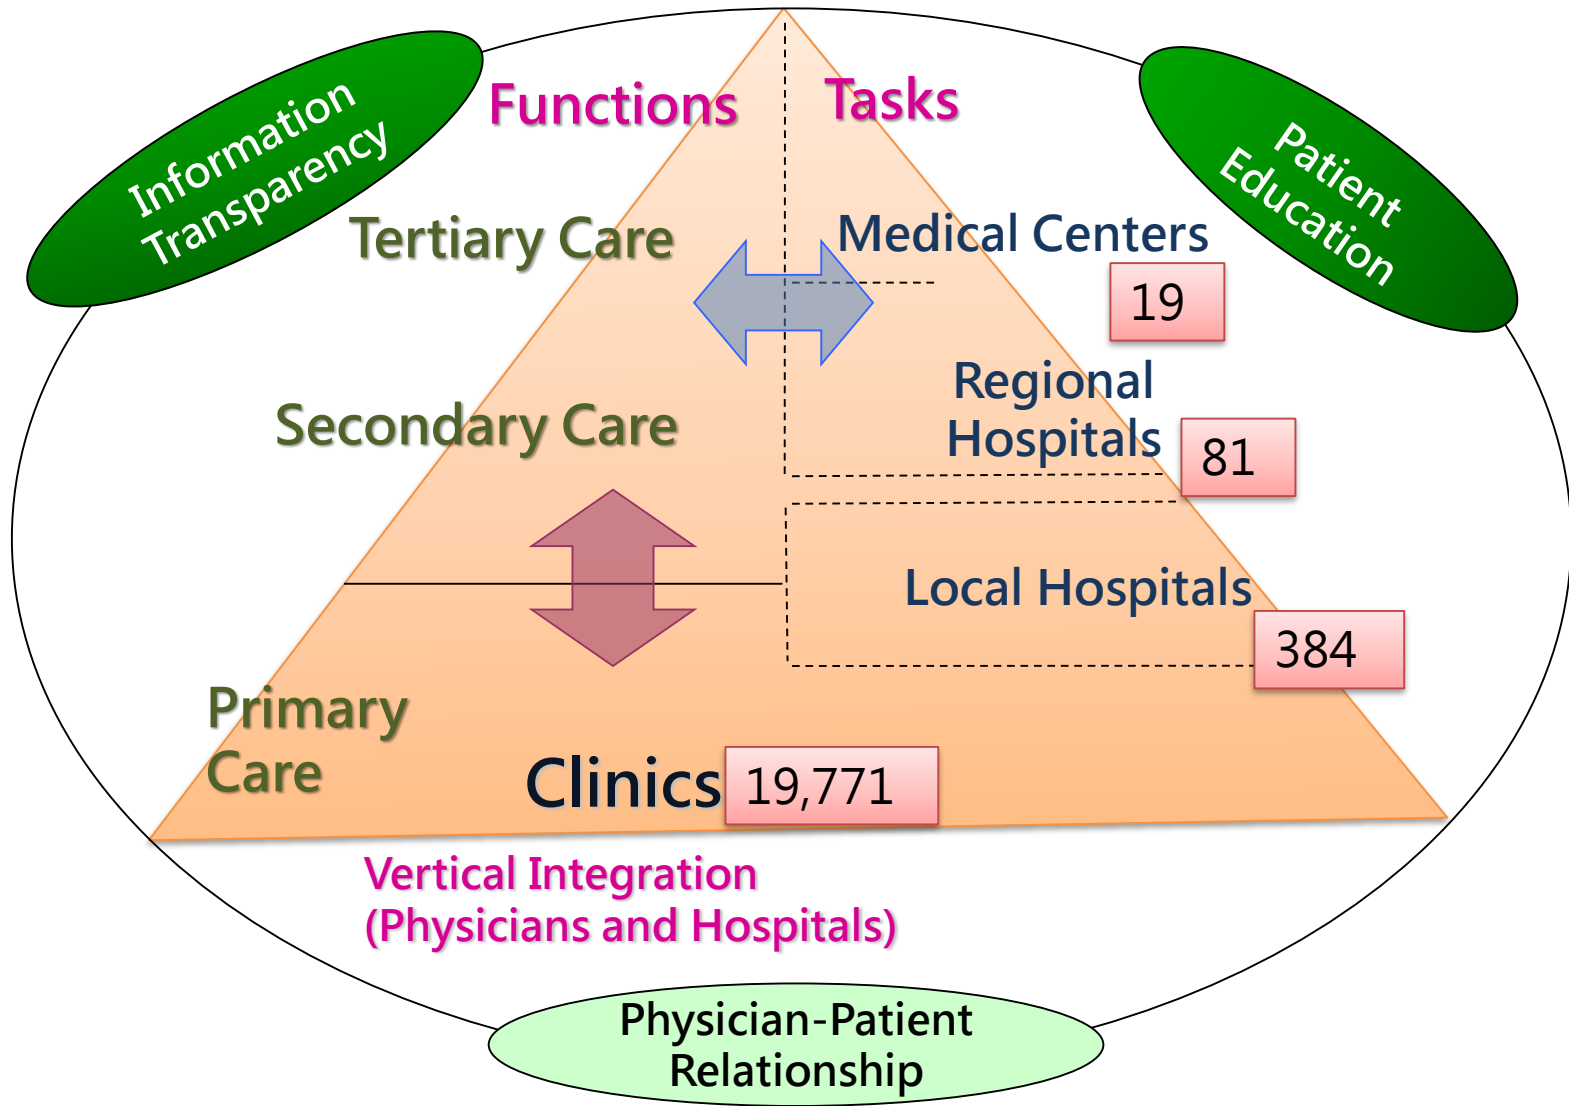 Information
Transparency
Functions
Tasks
Patient
Education
Tertiary Care
Medical Centers
19
Secondary Care
Regional
Hospitals
81
Local Hospitals
384
Primary
Care
Clinics
19,771
Vertical Integration
(Physicians and Hospitals)
Physician-Patient
Relationship